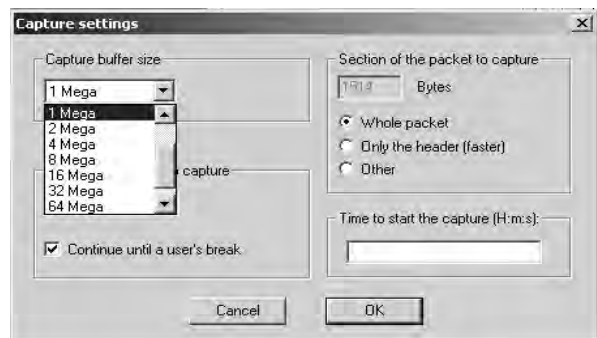 Capture settings
Capture buffer size
1 Mega
1 Mega
2 Mega
4 Mega
8 Mega
16 Mega
32 Mega
64 Mega
capture
Continue until a user's break
Section of the packet to capture
1514 Bytes
Whole packet
Only the header (faster)
Other
Time to start the capture (H:m:s):
Cancel
OK